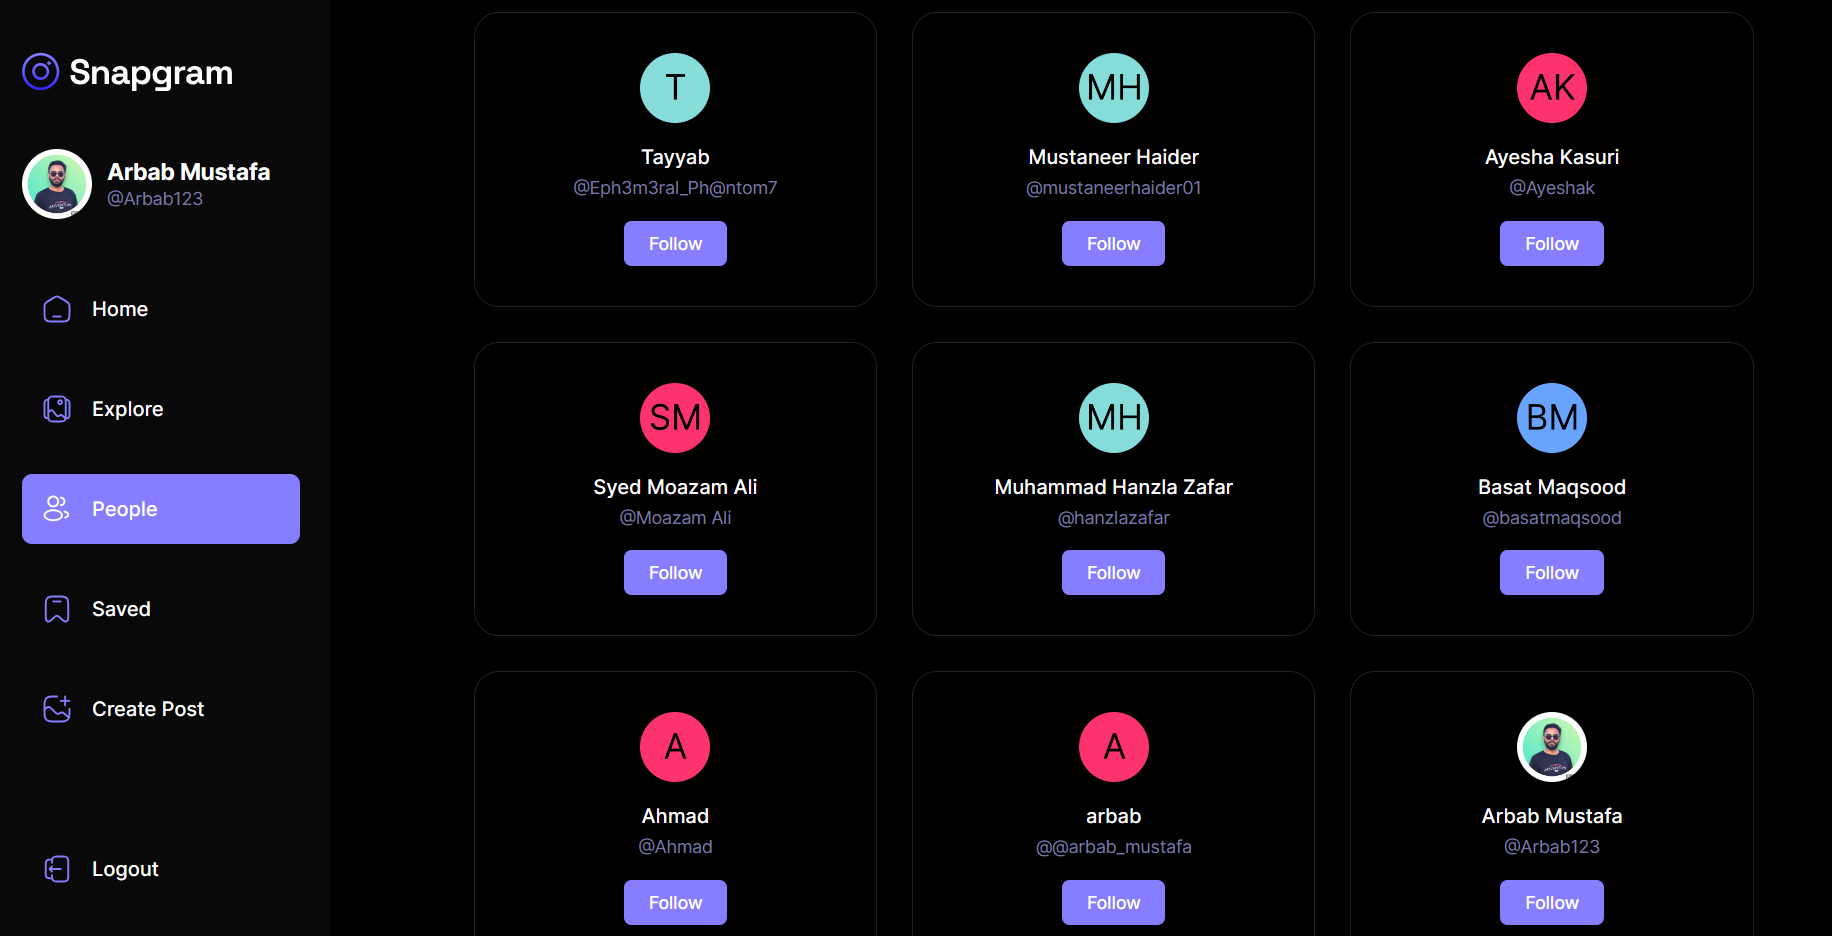 Snapgram
Arbab Mustafa
@Arbab123
Home
Explore
People
Saved
Create Post
Logout
T
Tayyab
@Eph3m3ral_Ph@ntom7
Follow
MH
Mustaneer Haider
@mustaneerhaider01
Follow
AK
Ayesha Kasuri
@Ayeshak
Follow
SM
Syed Moazam Ali
@Moazam Ali
Follow
MH
Muhammad Hanzla Zafar
@hanzlazafar
Follow
BM
Basat Maqsood
@basatmaqsood
Follow
A
Ahmad
@Ahmad
Follow
A
arbab
@@arbab_mustafa
Follow
Arbab Mustafa
@Arbab123
Follow